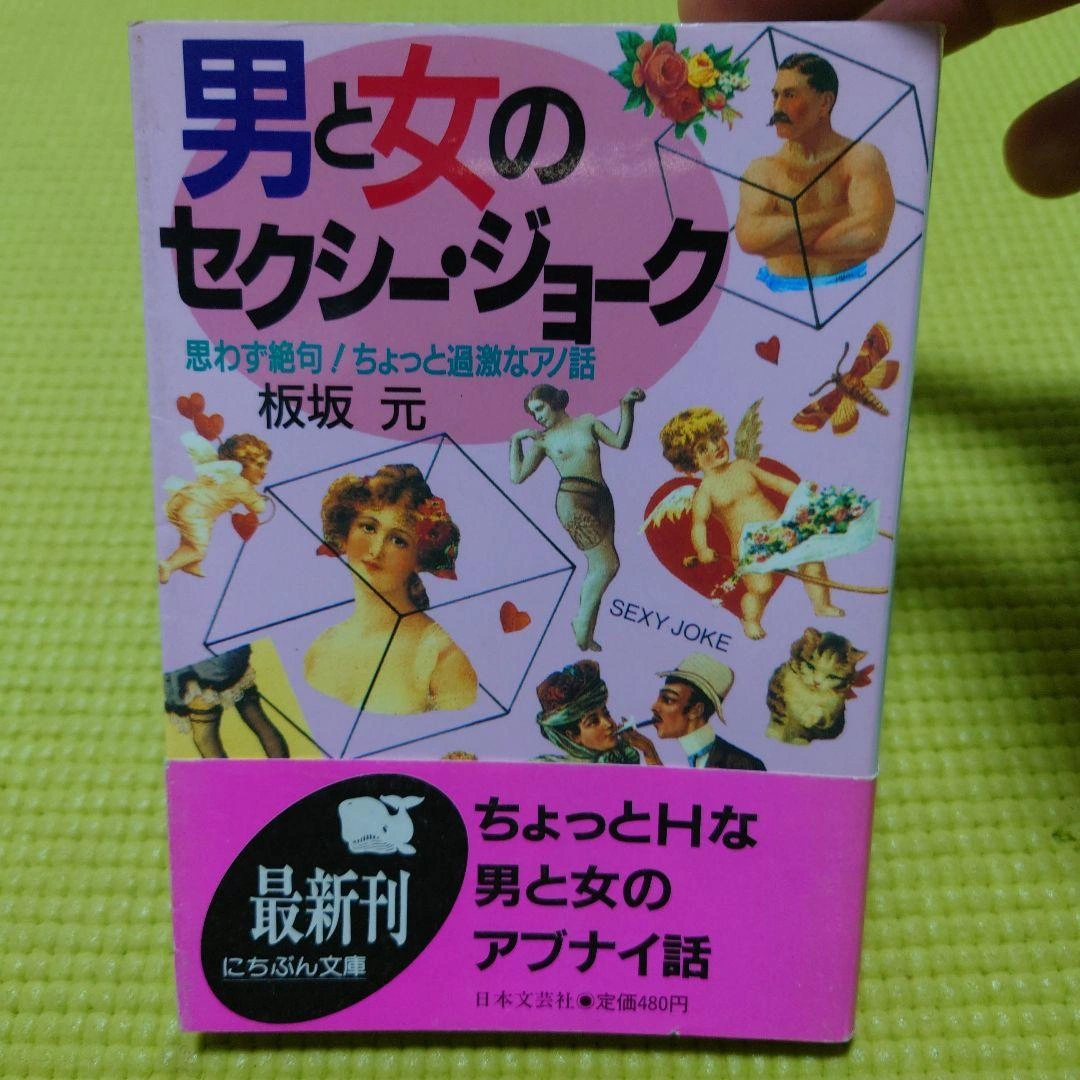 男と女の
セクシー・ジョーク
思わず絶句！ちょっと過激なアノ話
板坂 元
SEXY JOKE
最新刊
にちぶん文庫
ちょっとHな
男と女の
アブナイ話
日本文芸社●定価480円